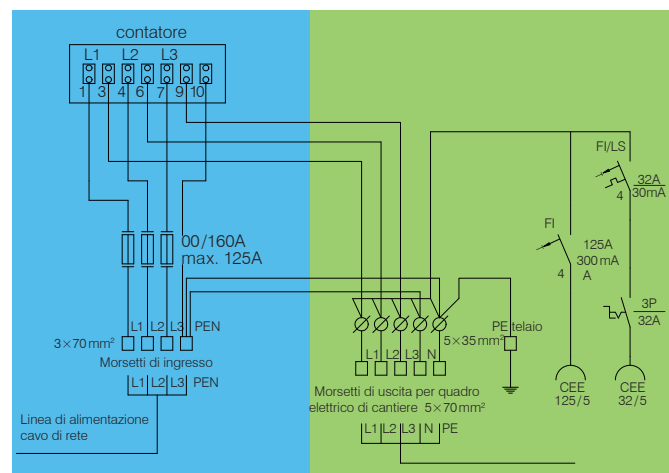 contatore
L1 L2 L3
1 3 4 6 7 9 10
FI/LS
32A
30mA
4
FI
125A
300mA
A
4
00/160A
max. 125A
3P
32A
L1 L2 L3 PEN
3×70mm²
Morsetti di ingresso
L1 L2 L3 PEN
Linea di alimentazione
cavo di rete
PE telaio
5×35mm²
L1 L2 L3 N
Morsetti di uscita per quadro
elettrico di cantiere 5×70mm²
L1 L2 L3 N PE
CEE
125/5
CEE
32/5